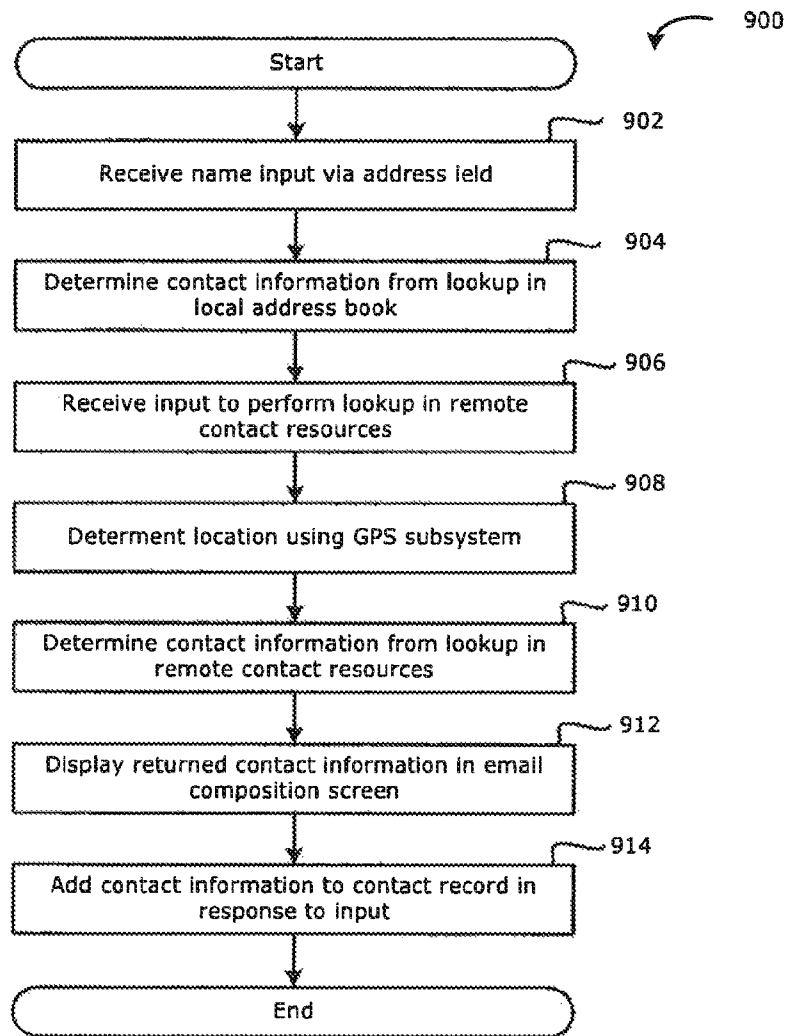 900
Start
902
Receive name input via address ield
904
Determine contact information from lookup in
local address book
906
Receive input to perform lookup in remote
contact resources
908
Determent location using GPS subsystem
910
Determine contact information from lookup in
remote contact resources
912
Display returned contact information in email
composition screen
914
Add contact information to contact record in
response to input
End